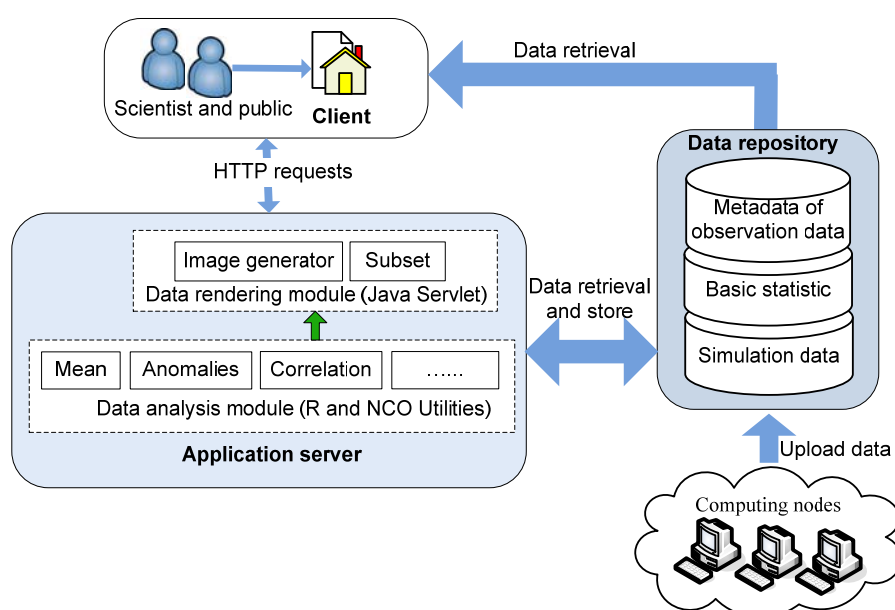 Scientist and public
Client
Data retrieval
HTTP requests
Data repository
Metadata of
observation data
Basic statistic
Simulation data
Image generator
Subset
Data rendering module (Java Servlet)
Data retrieval
and store
Mean
Anomalies
Correlation
......
Data analysis module (R and NCO Utilities)
Application server
Upload data
Computing nodes